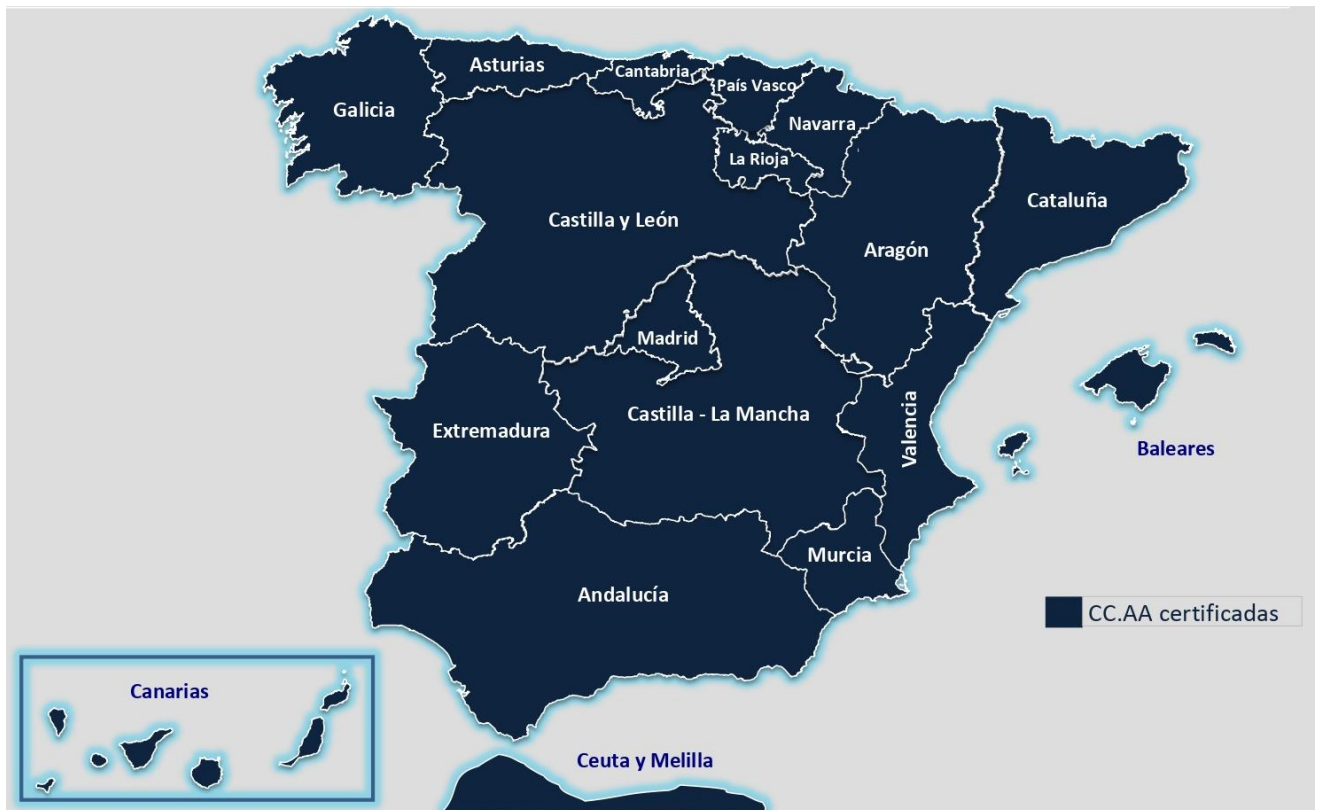 Asturias
Cantabria
País Vasco
Galicia
Navarra
La Rioja
Cataluña
Castilla y León
Aragón
Madrid
Castilla - La Mancha
Extremadura
Valencia
Baleares
Murcia
Andalucía
CC.AA certificadas
Canarias
Ceuta y Melilla